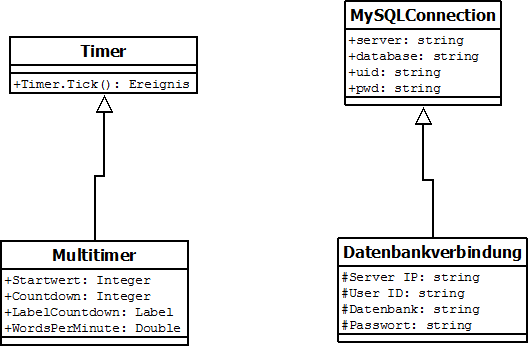 Timer
+Timer.Tick(): Ereignis
MySQLConnection
+server: string
+database: string
+uid: string
+pwd: string
Multitimer
+Startwert: Integer
+Countdown: Integer
+LabelCountdown: Label
+WordsPerMinute: Double
Datenbankverbindung
#Server IP: string
#User ID: string
#Datenbank: string
#Passwort: string